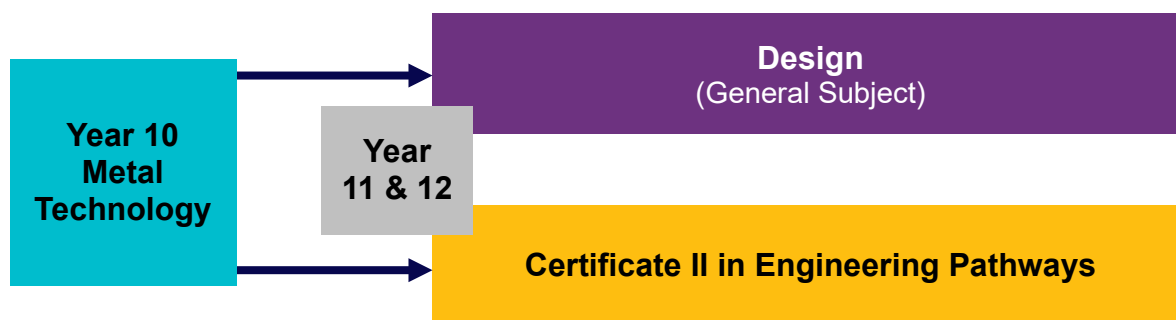 Year 10
Metal
Technology
Year
11 & 12
Design
(General Subject)
Certificate II in Engineering Pathways